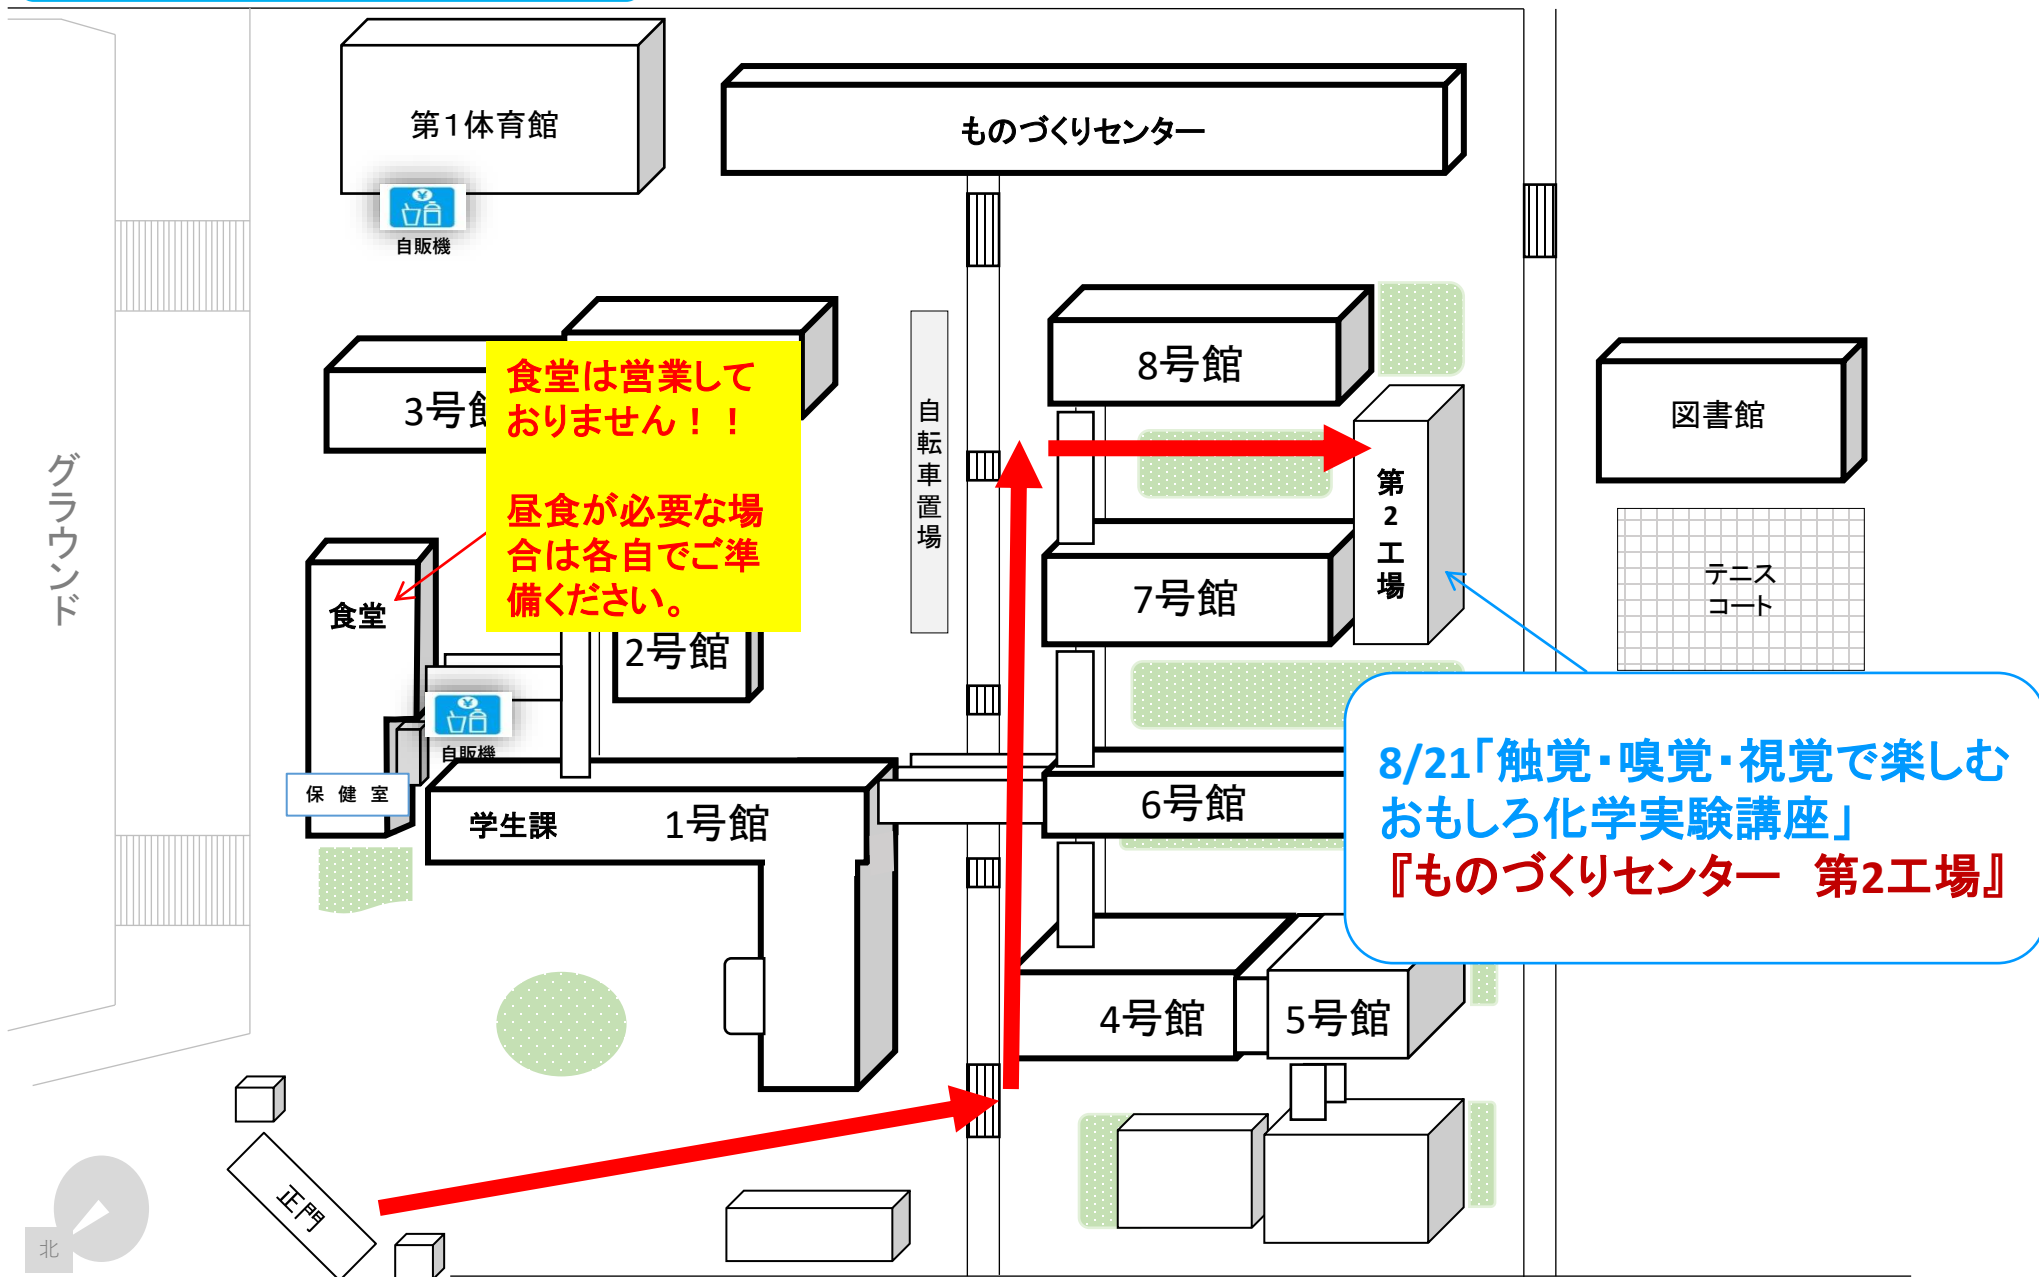 第1体育館
ものづくりセンター
自販機
8号館
3号
食堂は営業して
おりません！！
昼食が必要な場
合は各自でご準
備ください。
自転車置場
図書館
第2工場
グラウンド
テニス
コート
7号館
食堂
2号館
自販機
8/21「触覚・嗅覚・視覚で楽しむ
おもしろ化学実験講座」
『ものづくりセンター　第2工場』
保 健 室
学生課
1号館
6号館
4号館
5号館
正門
北